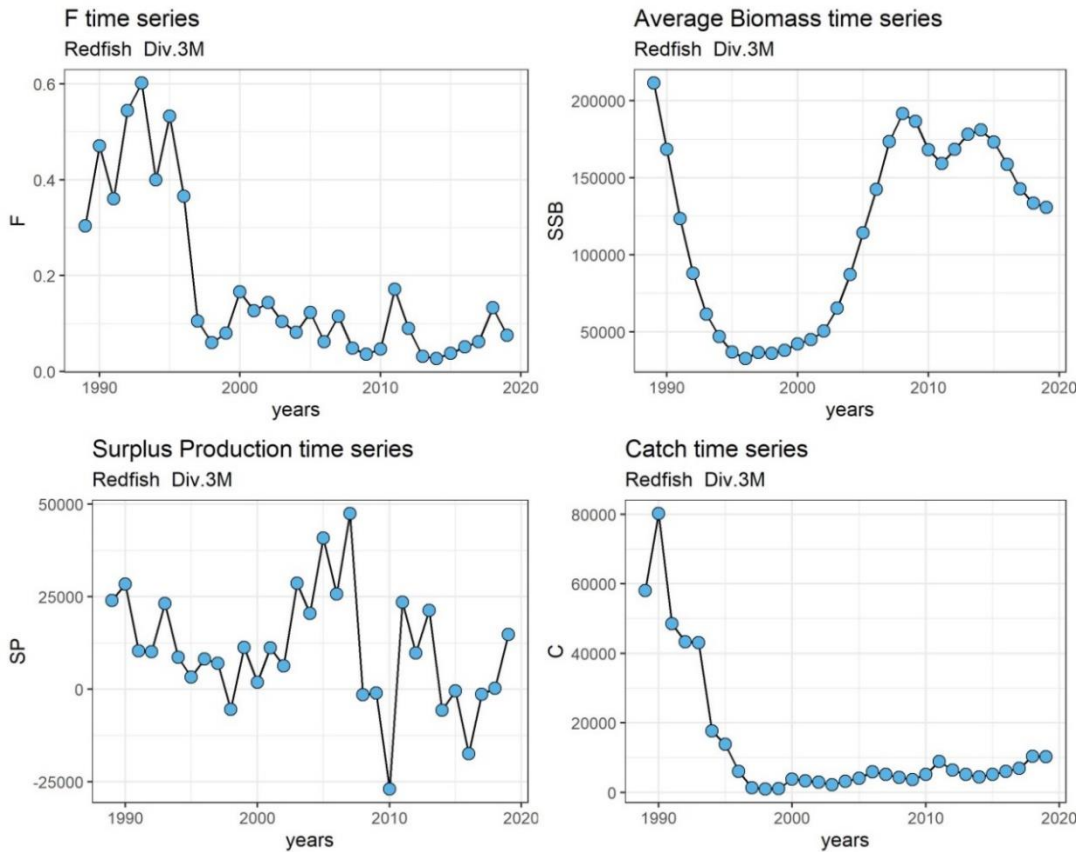 F time series
Redfish  Div.3M
0.6
0.4
0.2
0.0
F
1990
2000
2010
2020
years
Average Biomass time series
Redfish  Div.3M
200000
150000
100000
50000
SSB
1990
2000
2010
2020
years
Surplus Production time series
Redfish  Div.3M
50000
25000
0
-25000
SP
1990
2000
2010
2020
years
Catch time series
Redfish  Div.3M
80000
60000
40000
20000
0
C
1990
2000
2010
2020
years